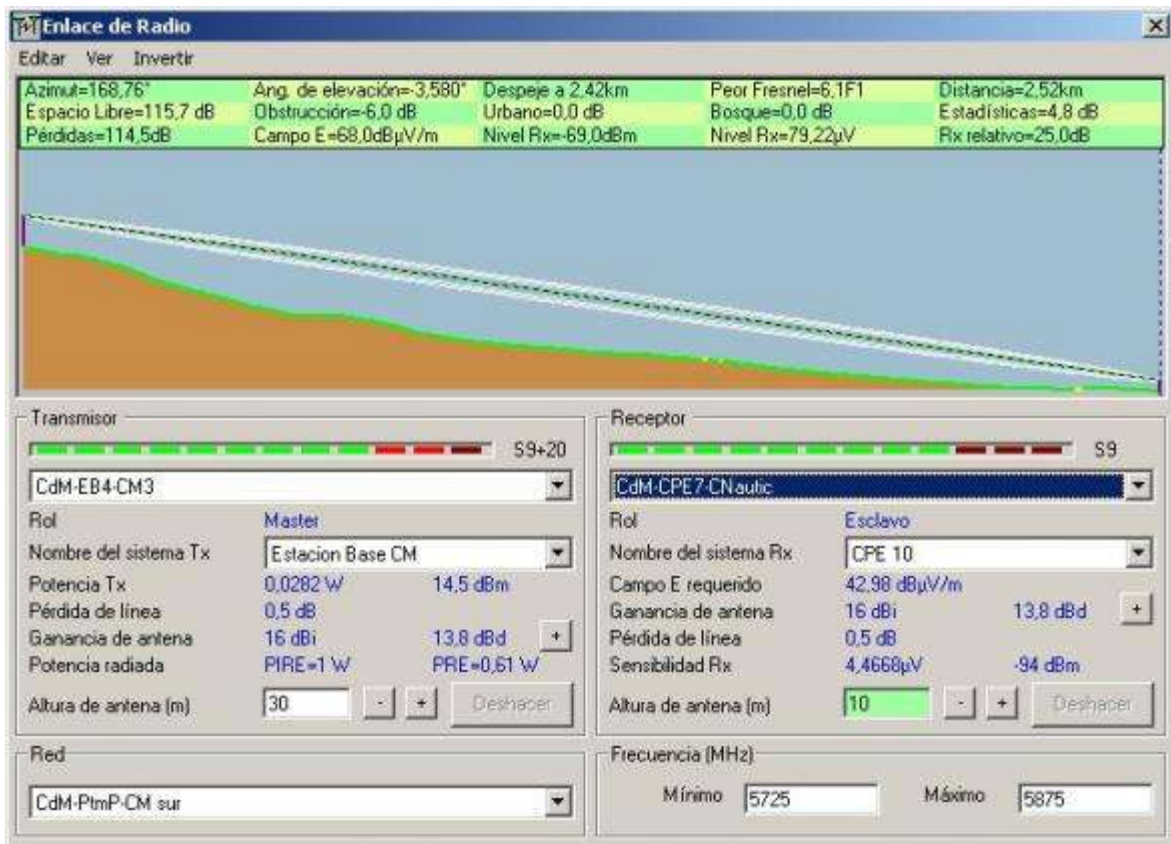 Enlace de Radio
Editar Ver Invertir
Azimut=168,76° Ang. de elevación=-3,580° Despeje a 2,42km Peor Fresnel=6,1F1 Distancia=2,52km
Espacio Libre=115,7 dB Obstrucción=-6,0 dB Urbano=0,0 dB Bosque=0,0 dB Estadísticas=4,8 dB
Pérdidas=114,5dB Campo E=68,0dBµV/m Nivel Rx=-69,0dBm Nivel Rx=79,22µV Rx relativo=25,0dB
Transmisor
S9+20
CdM-EB4-CM3
Rol Master
Nombre del sistema Tx Estacion Base CM
Potencia Tx 0,0282 W 14,5 dBm
Pérdida de línea 0,5 dB
Ganancia de antena 16 dBi 13,8 dBd +
Potencia radiada PIRE=1 W PRE=0,61 W
Altura de antena (m) 30 - + Deshacer
Receptor
S9
CdM-CPE7-CNautic
Rol Esclavo
Nombre del sistema Rx CPE 10
Campo E requerido 42,98 dBµV/m
Ganancia de antena 16 dBi 13,8 dBd +
Pérdida de línea 0,5 dB
Sensibilidad Rx 4,4668µV -94 dBm
Altura de antena (m) 10 - + Deshacer
Red
CdM-PtmP-CM sur
Frecuencia (MHz)
Mínimo 5725 Máximo 5875